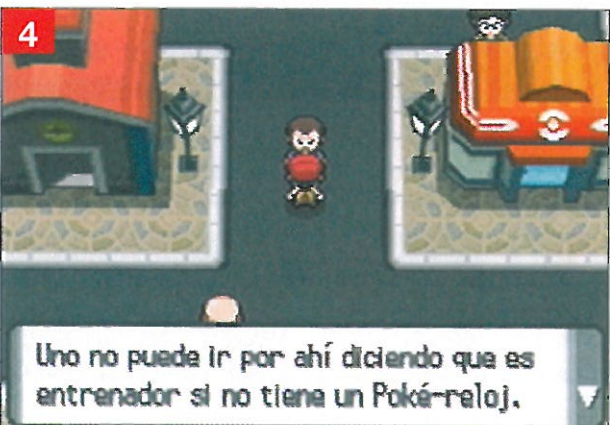 4
Uno no puede ir por ahí diciendo que es
entrenador si no tiene un Poké-reloj.